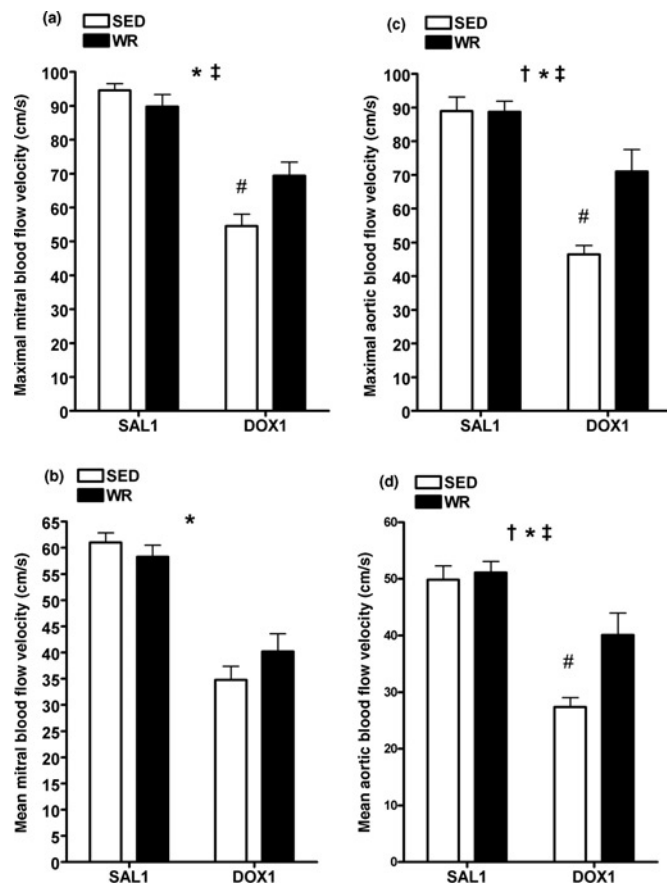 (a)
SED
WR
* ‡
Maximal mitral blood flow velocity (cm/s)
100
90
80
70
60
50
40
30
20
10
0
#
SAL1 DOX1
(c)
SED
WR
† * ‡
Maximal aortic blood flow velocity (cm/s)
100
90
80
70
60
50
40
30
20
10
0
#
SAL1 DOX1
(b)
SED
WR
*
Mean mitral blood flow velocity (cm/s)
65
60
55
50
45
40
35
30
25
20
15
10
5
0
SAL1 DOX1
(d)
SED
WR
† * ‡
Mean aortic blood flow velocity (cm/s)
60
50
40
30
20
10
0
#
SAL1 DOX1